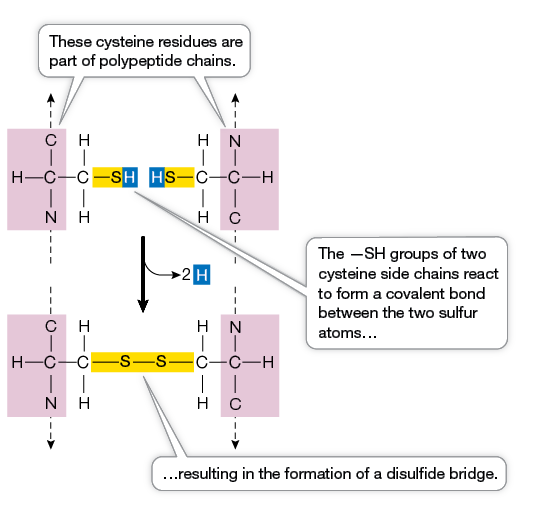 These cysteine residues are
part of polypeptide chains.
C H H N
H—C—C—SH HS—C—C—H
N H H C
The —SH groups of two
cysteine side chains react
to form a covalent bond
between the two sulfur
atoms…
2 H
C H H N
H—C—C—S—S—C—C—H
N H H C
…resulting in the formation of a disulfide bridge.